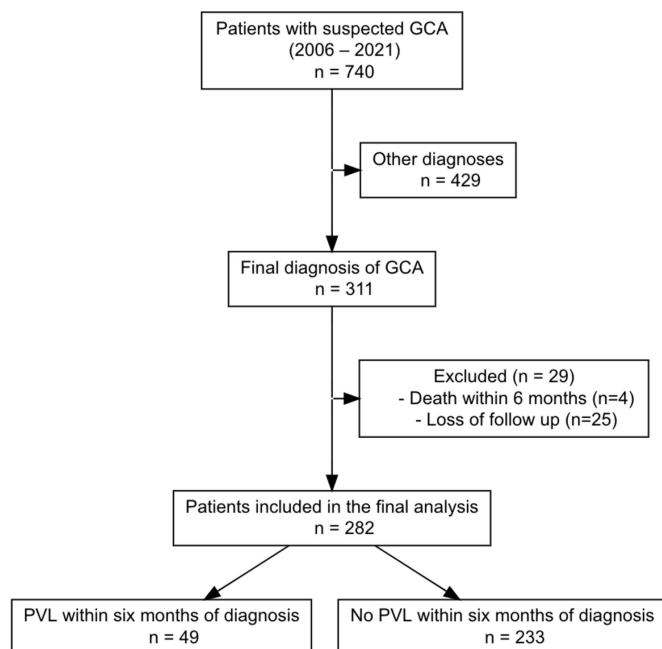 Patients with suspected GCA
(2006 – 2021)
n = 740
Other diagnoses
n = 429
Final diagnosis of GCA
n = 311
Excluded (n = 29)
- Death within 6 months (n=4)
- Loss of follow up (n=25)
Patients included in the final analysis
n = 282
PVL within six months of diagnosis
n = 49
No PVL within six months of diagnosis
n = 233